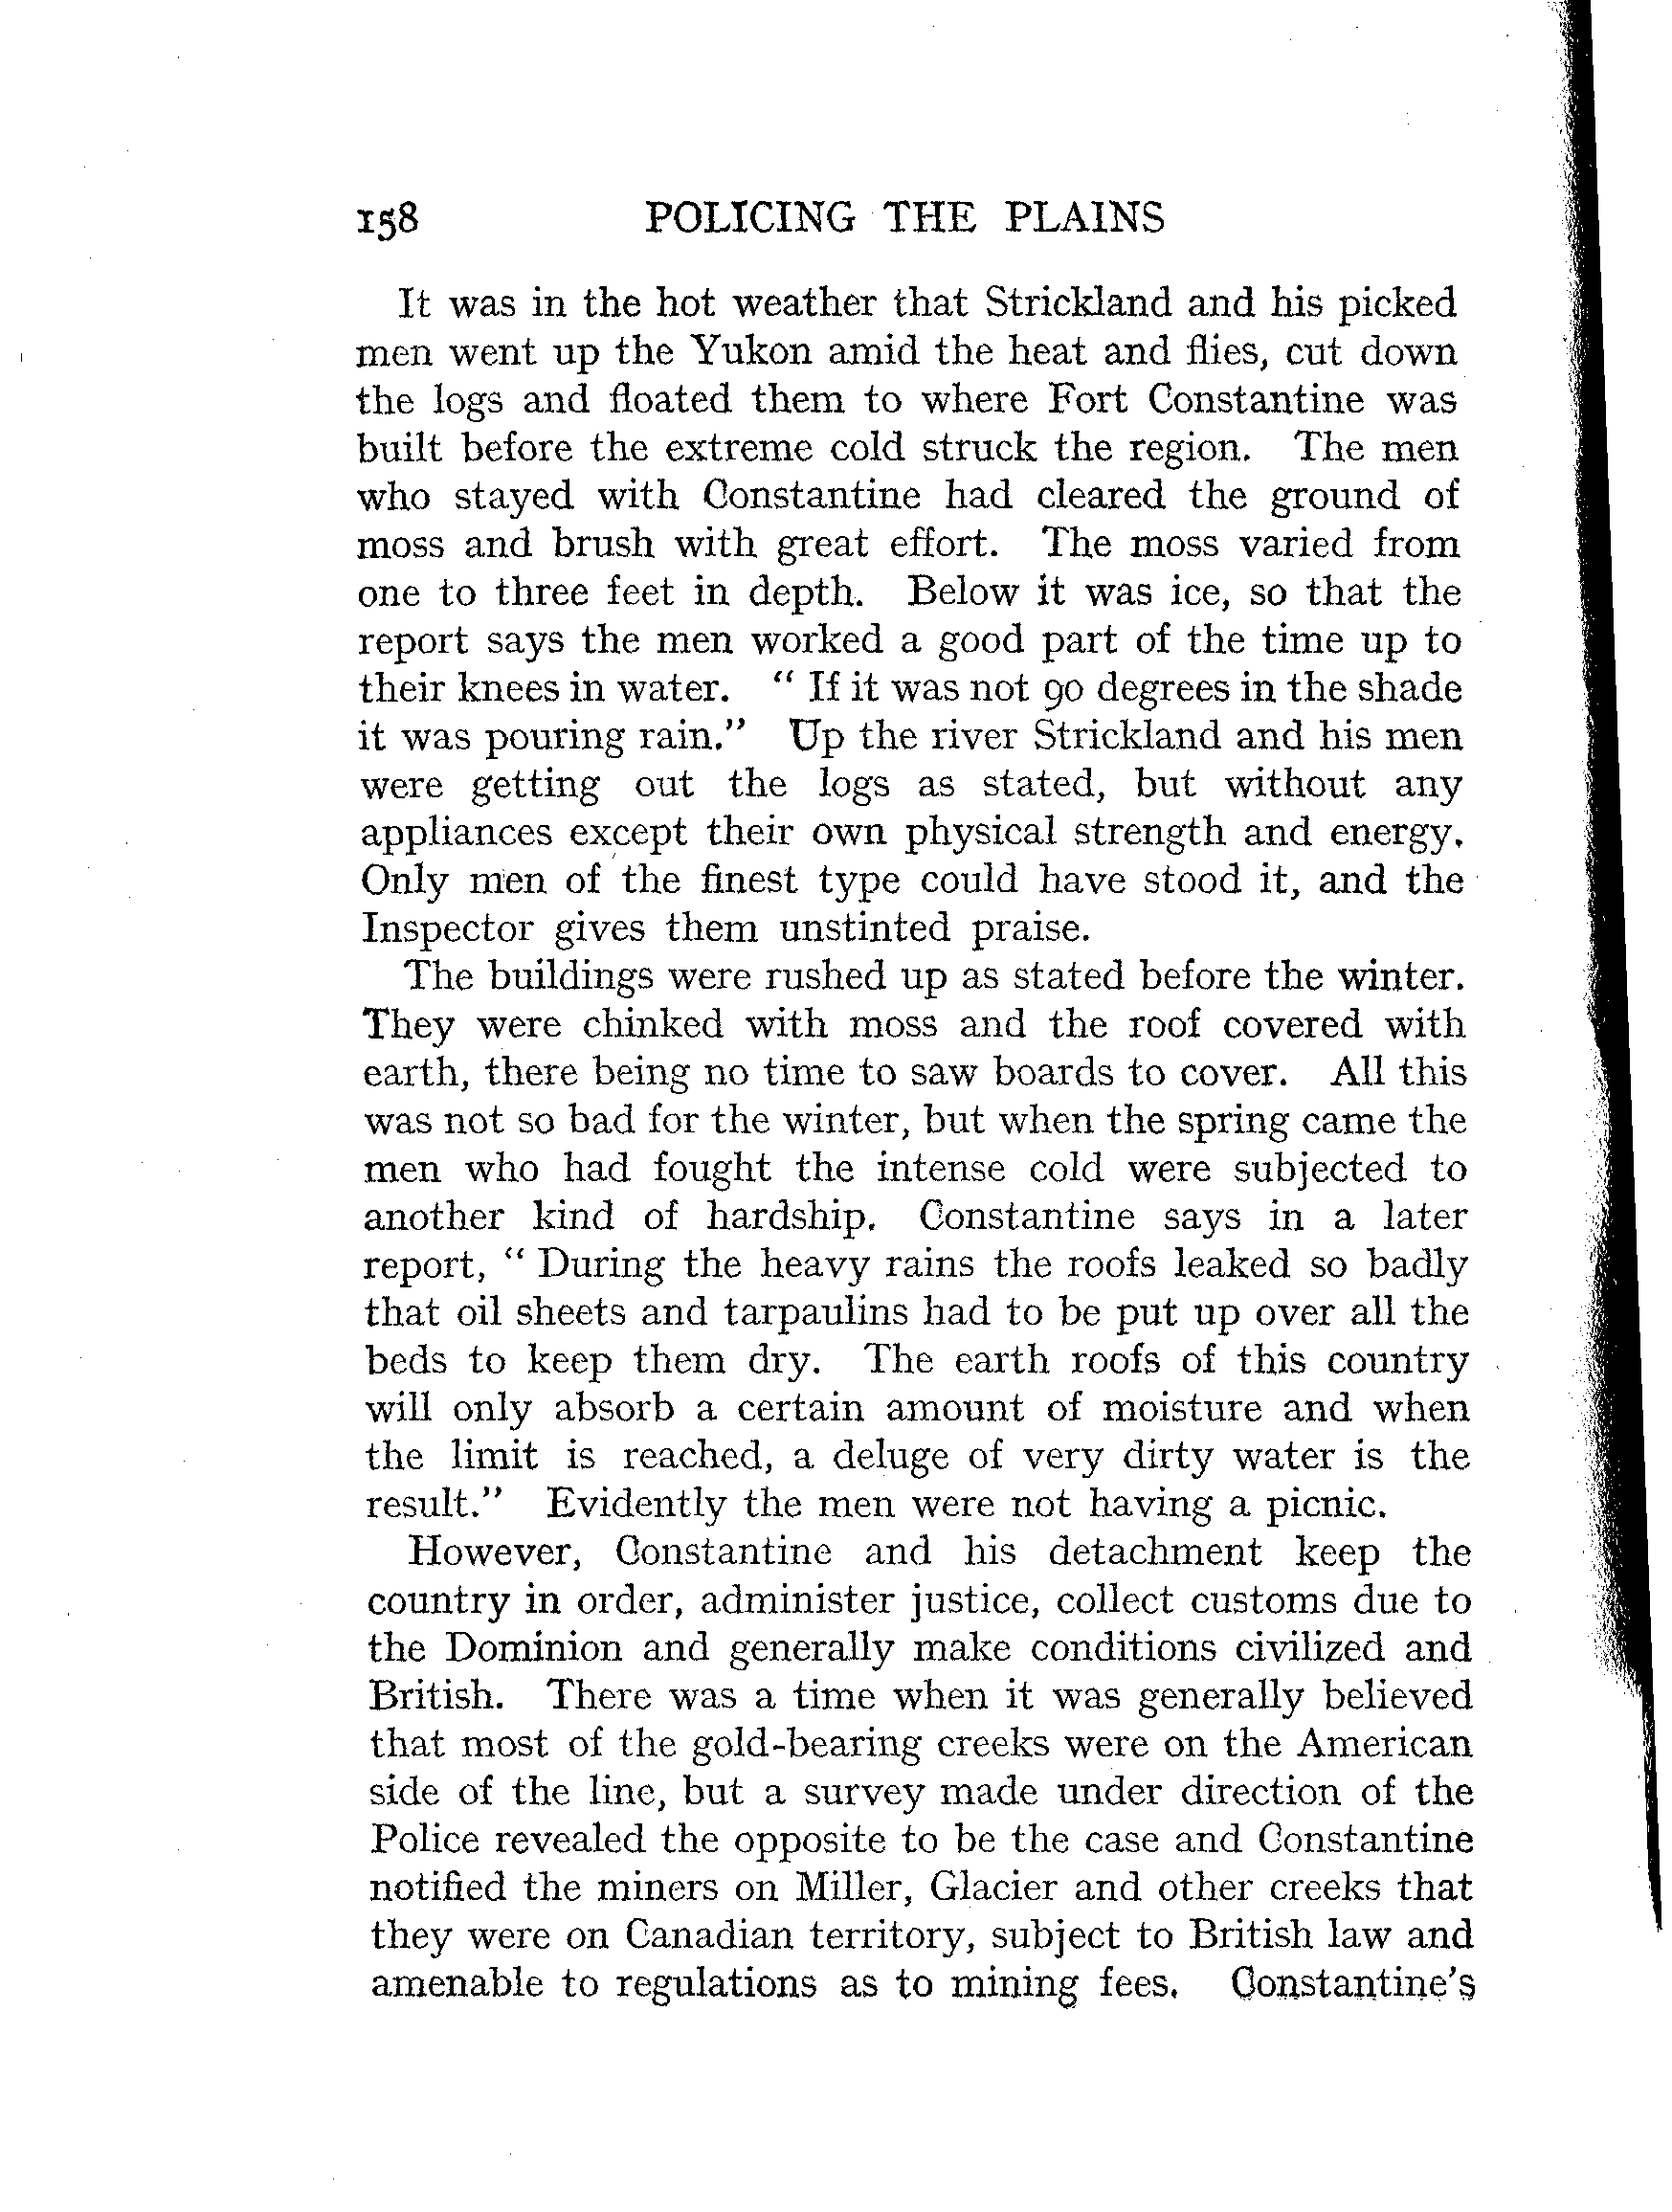 158 POLICING THE PLAINS
It was in the hot weather that Strickland and his picked
men went up the Yukon amid the heat and flies, cut down
the logs and floated them to where Fort Constantine was
built before the extreme cold struck the region. The men
who stayed with Constantine had cleared the ground of
moss and brush with great effort. The moss varied from
one to three feet in depth. Below it was ice, so that the
report says the men worked a good part of the time up to
their knees in water. " If it was not 90 degrees in the shade
it was pouring rain." Up the river Strickland and his men
were getting out the logs as stated, but without any
appliances except their own physical strength and energy.
Only men of the finest type could have stood it, and the
Inspector gives them unstinted praise.
The buildings were rushed up as stated before the winter.
They were chinked with moss and the roof covered with
earth, there being no time to saw boards to cover. All this
was not so bad for the winter, but when the spring came the
men who had fought the intense cold were subjected to
another kind of hardship. Constantine says in a later
report, " During the heavy rains the roofs leaked so badly
that oil sheets and tarpaulins had to be put up over all the
beds to keep them dry. The earth roofs of this country
will only absorb a certain amount of moisture and when
the limit is reached, a deluge of very dirty water is the
result." Evidently the men were not having a picnic.
However, Constantine and his detachment keep the
country in order, administer justice, collect customs due to
the Dominion and generally make conditions civilized and
British. There was a time when it was generally believed
that most of the gold-bearing creeks were on the American
side of the line, but a survey made under direction of the
Police revealed the opposite to be the case and Constantine
notified the miners on Miller, Glacier and other creeks that
they were on Canadian territory, subject to British law and
amenable to regulations as to mining fees. Constantine's